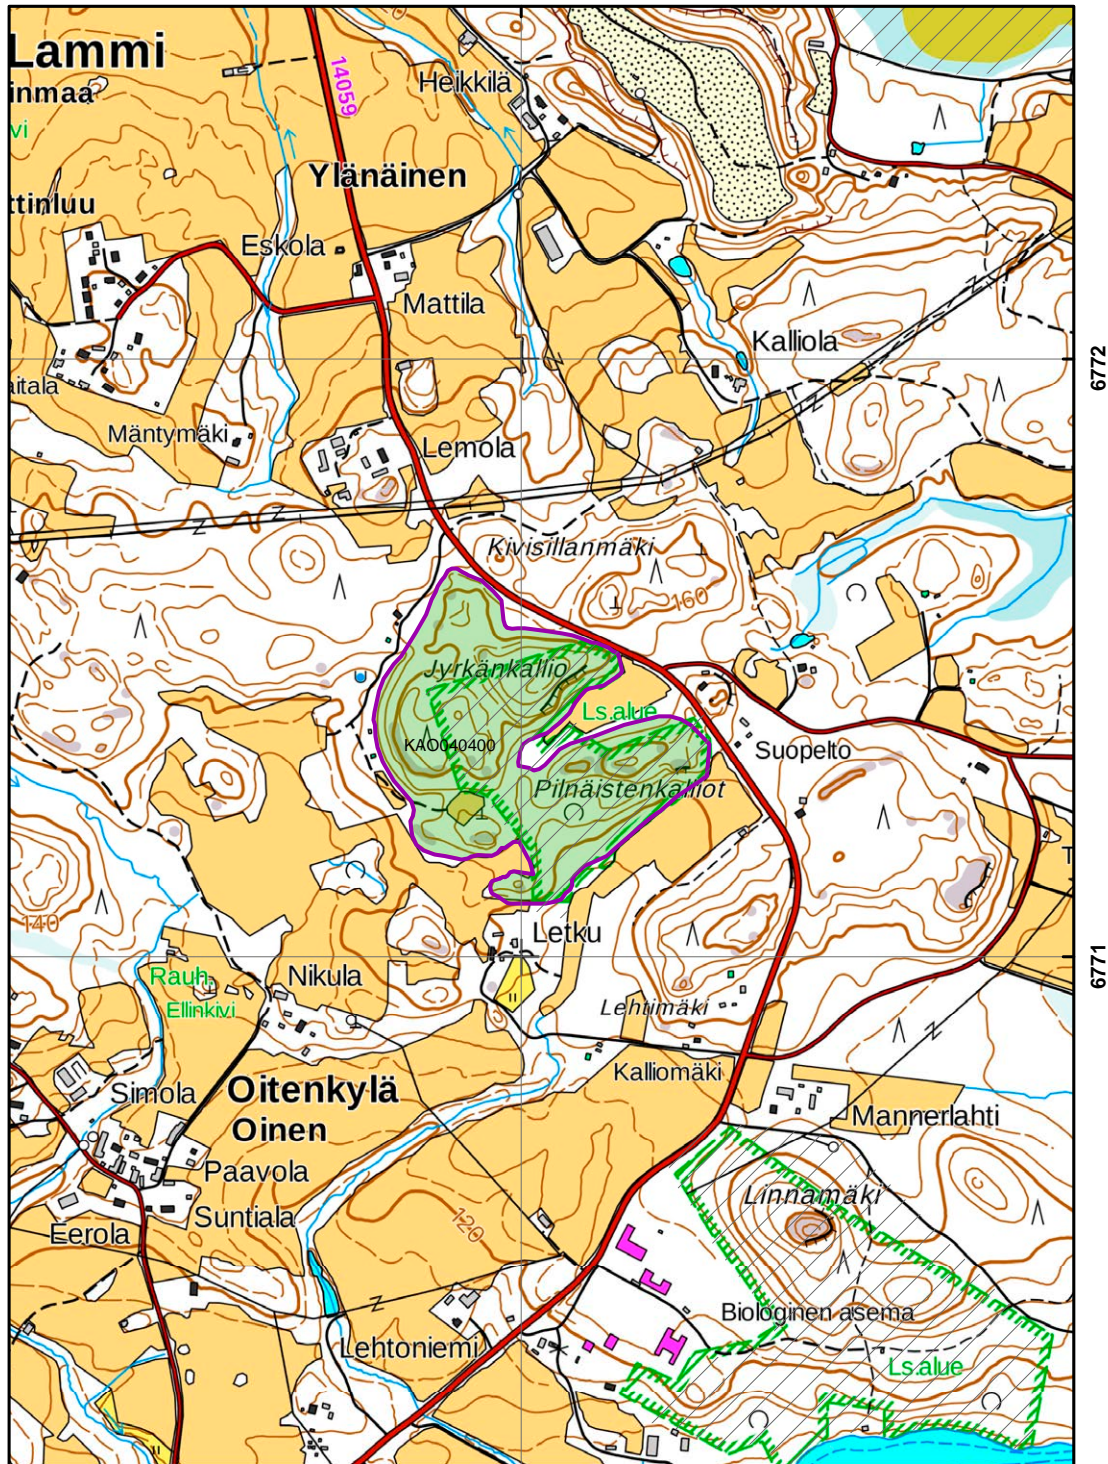 Lammi
inmaa
vi
ttinluu
14059
Heikkilä
Ylänäinen
Eskola
Mattila
Kalliola
6772
aitala
Mäntymäki
Lemola
Kivisillanmäki
160
Jyrkänkallio
Ls.alue
KAO040400
Suopelto
Pilnäistenkalliot
T
140
Letku
6771
Rauh.
Ellinkivi
Nikula
Lehtimäki
Kalliomäki
Simola
Oitenkylä
Oinen
Mannerlahti
Paavola
Linnamäki
Suntiala
120
Eerola
Biologinen asema
Lehtoniemi
Ls.alue